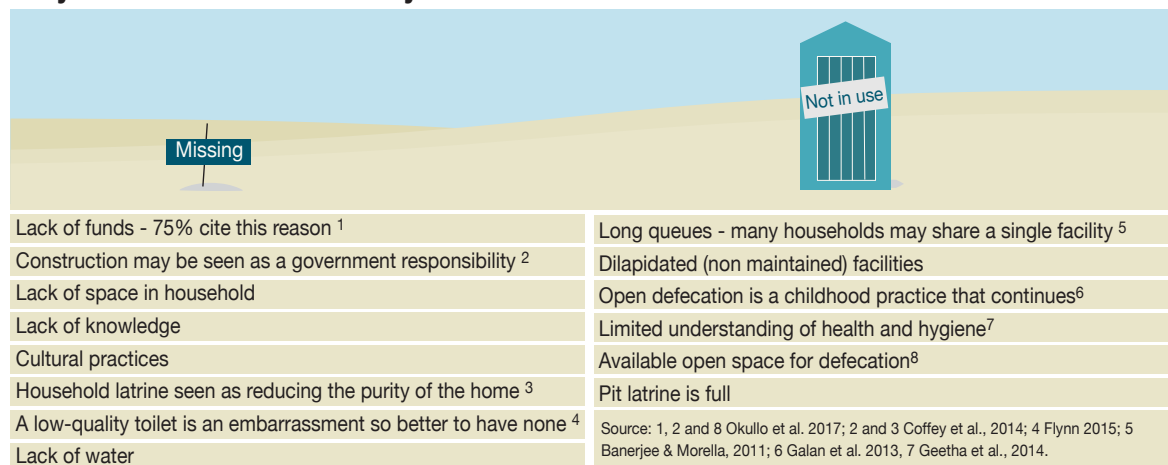 Missing
Not in use
Lack of funds - 75% cite this reason 1
Construction may be seen as a government responsibility 2
Lack of space in household
Lack of knowledge
Cultural practices
Household latrine seen as reducing the purity of the home 3
A low-quality toilet is an embarrassment so better to have none 4
Lack of water
Long queues - many households may share a single facility 5
Dilapidated (non maintained) facilities
Open defecation is a childhood practice that continues6
Limited understanding of health and hygiene7
Available open space for defecation8
Pit latrine is full
Source: 1, 2 and 8 Okullo et al. 2017; 2 and 3 Coffey et al., 2014; 4 Flynn 2015; 5
Banerjee & Morella, 2011; 6 Galan et al. 2013, 7 Geetha et al., 2014.